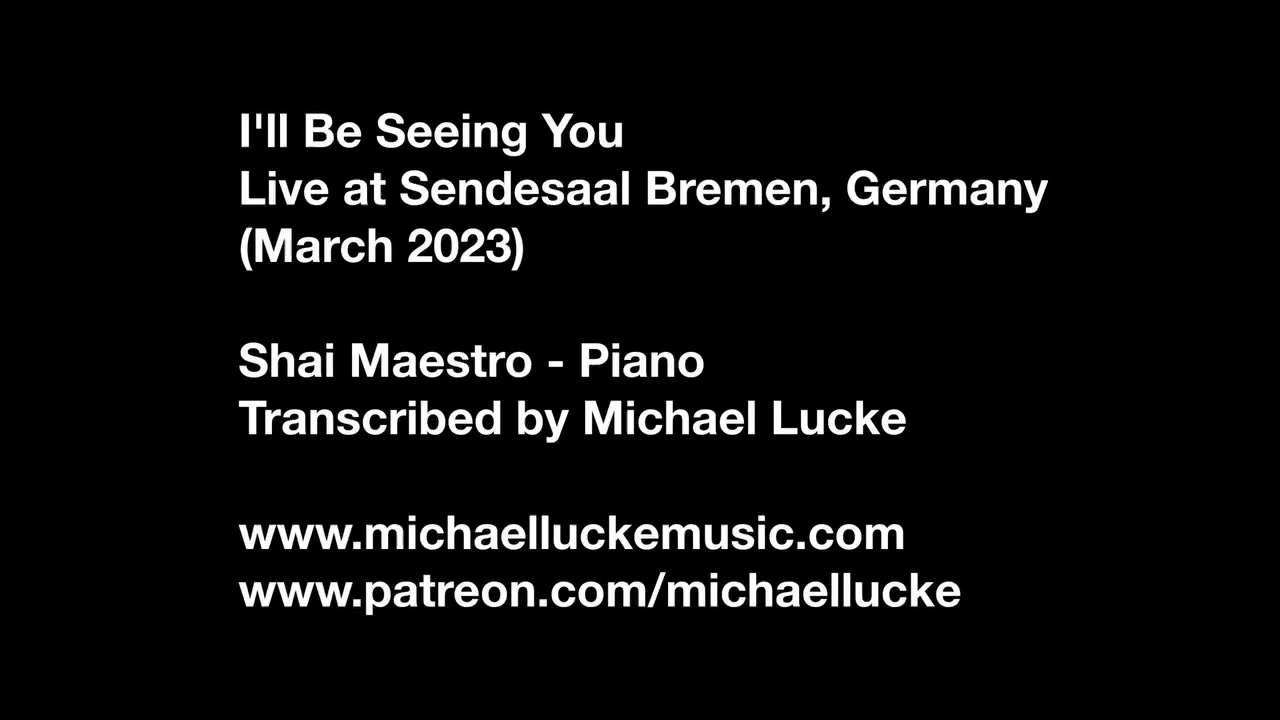 I'll Be Seeing You
Live at Sendesaal Bremen, Germany
(March 2023)
Shai Maestro - Piano
Transcribed by Michael Lucke
www.michaelluckemusic.com
www.patreon.com/michaellucke